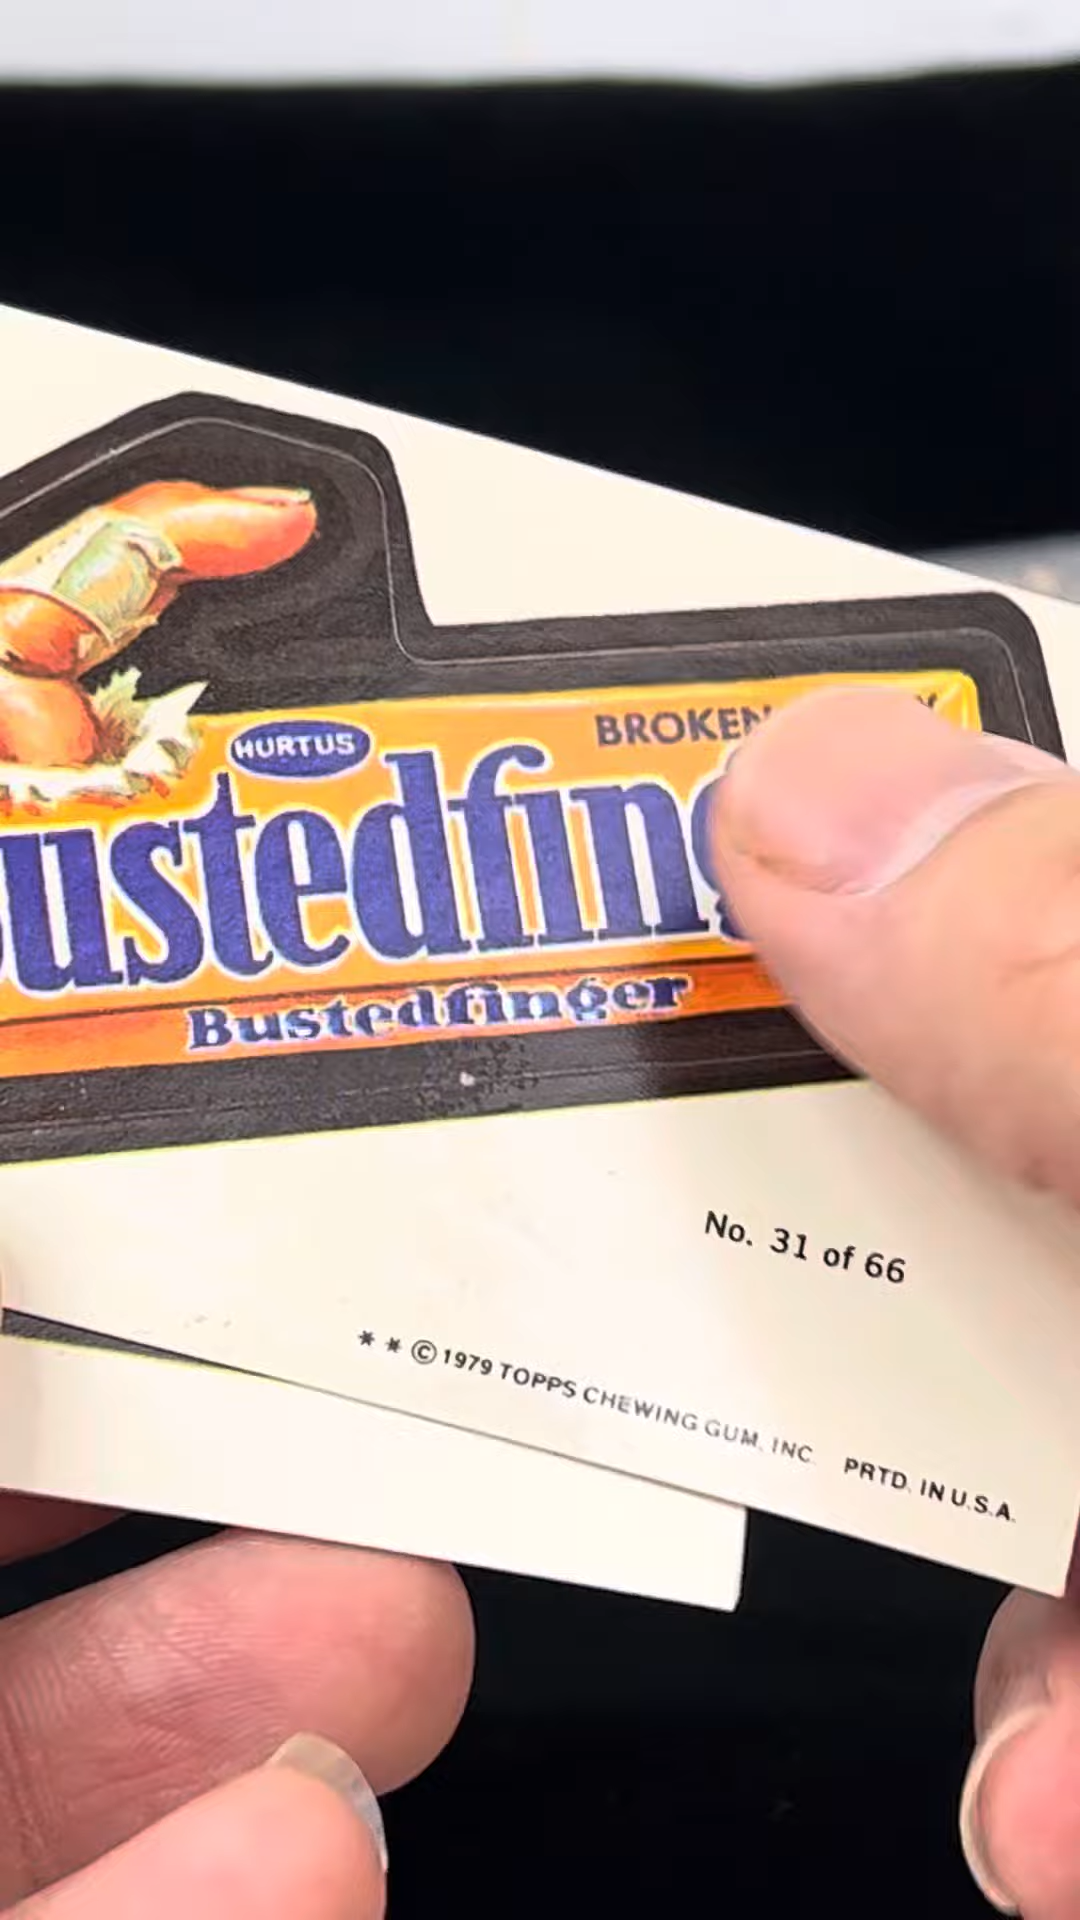 BROKEN
HURTUS
ustedfing
Bustedfinger
No. 31 of 66
** © 1979 TOPPS CHEWING GUM, INC. PRTD. IN U.S.A.